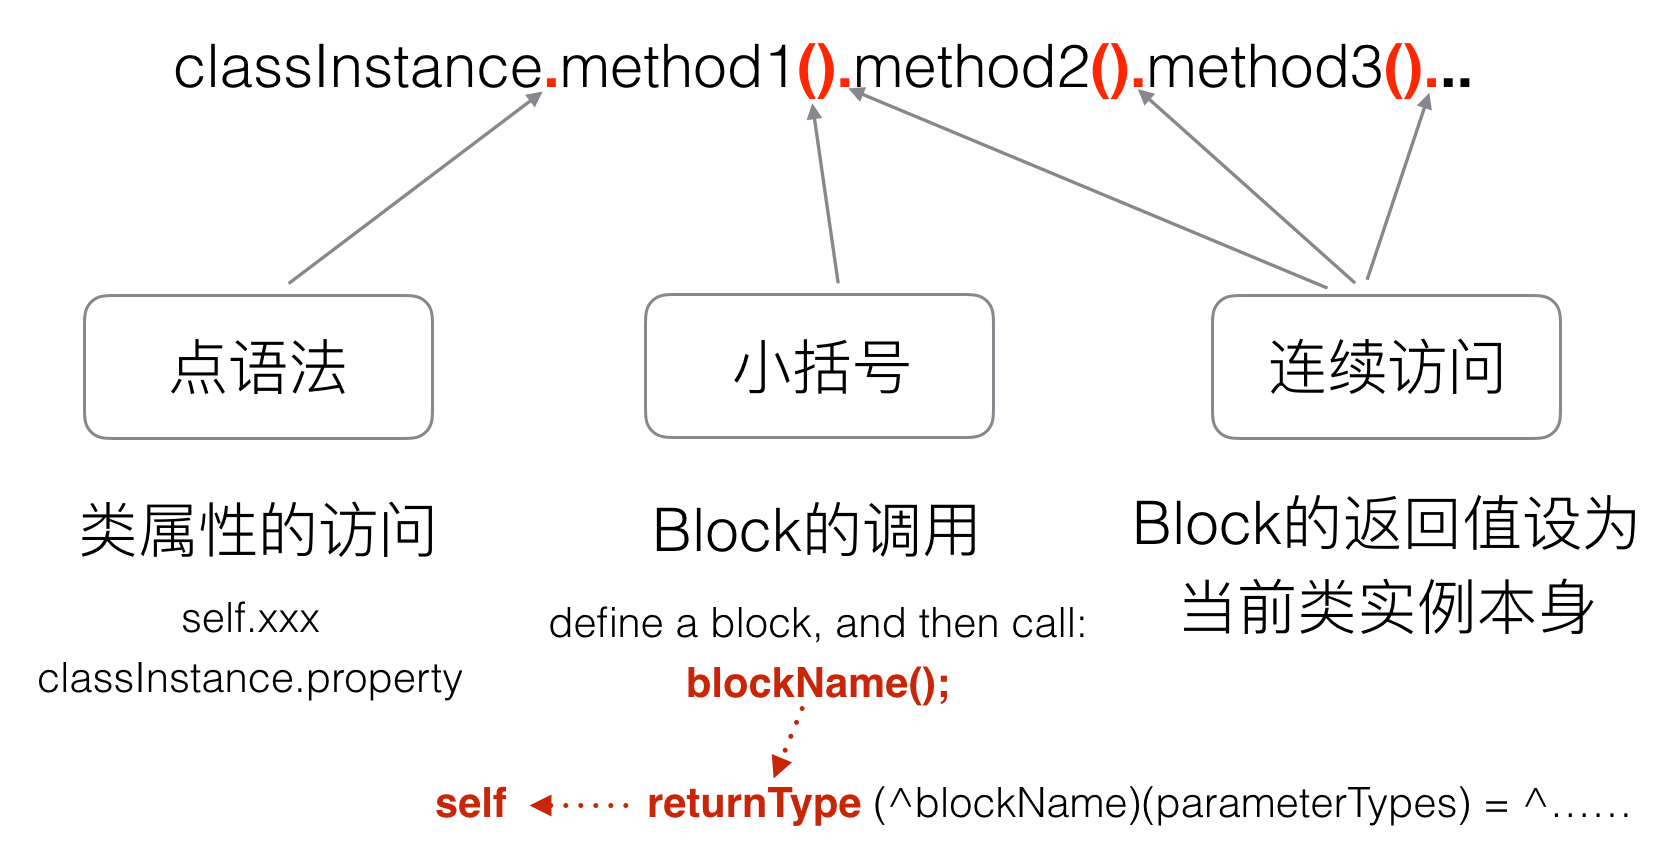 classInstance.method1().method2().method3()...
点语法
小括号
连续访问
类属性的访问
self.xxx
classInstance.property
Block的调用
define a block, and then call:
blockName();
Block的返回值设为
当前类实例本身
self returnType (^blockName)(parameterTypes) = ^......